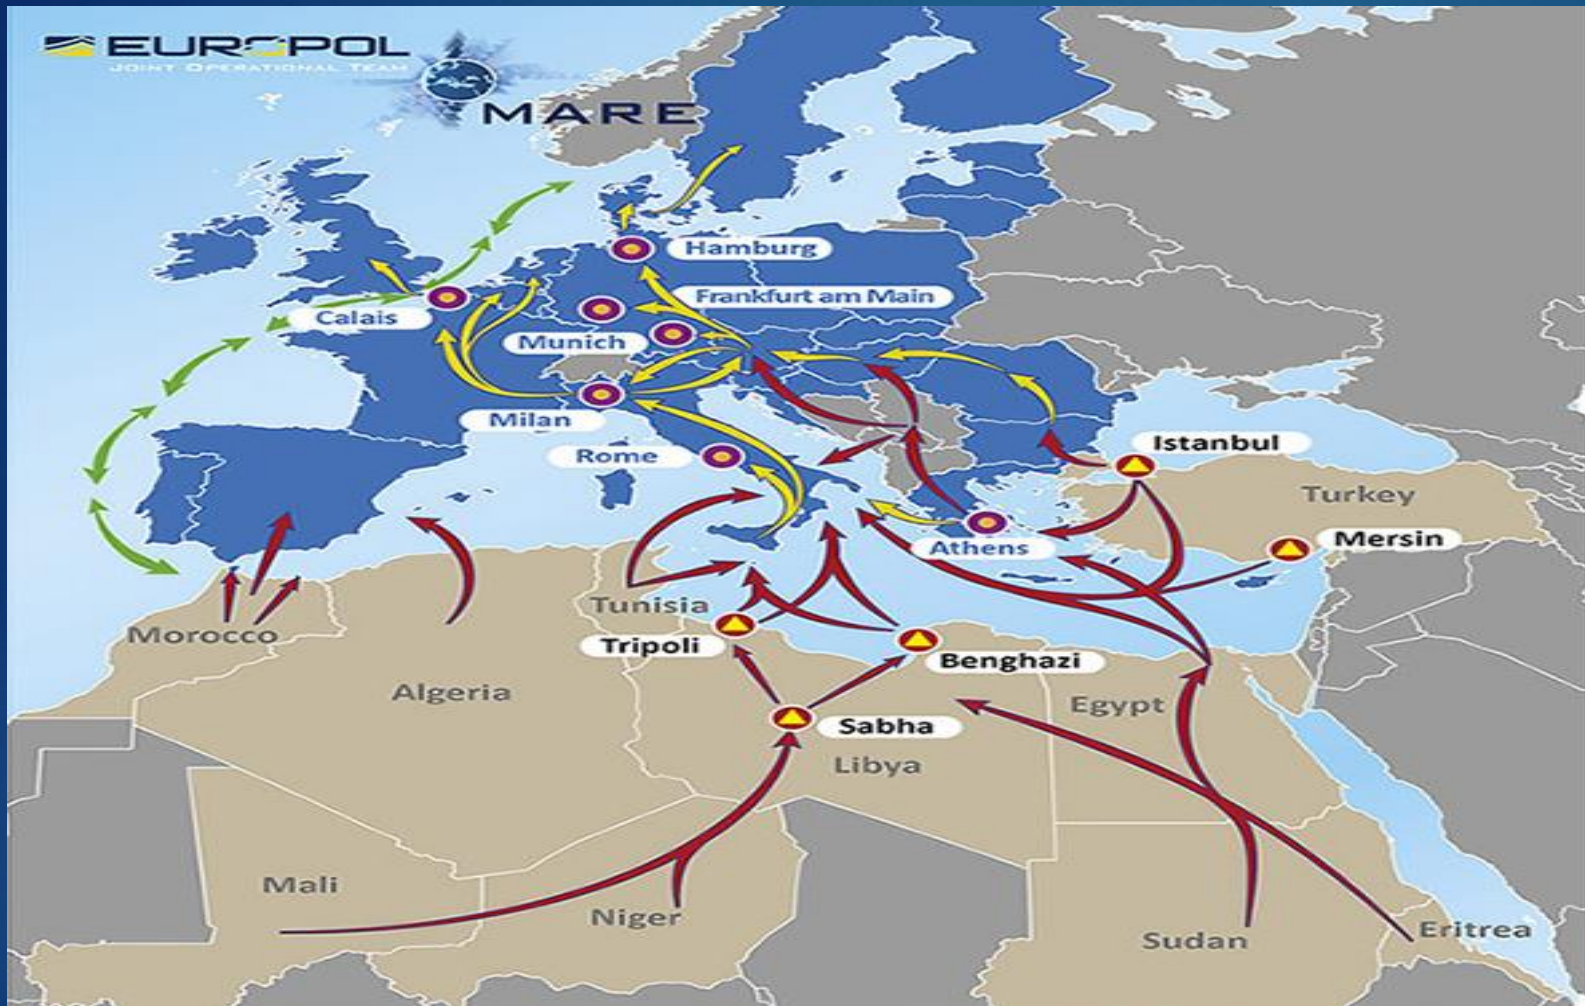 EUROPOL
JOINT OPERATIONAL TEAM
MARE
Hamburg
Frankfurt am Main
Calais
Munich
Milan
Rome
Istanbul
Turkey
Athens
Mersin
Tunisia
Morocco
Tripoli
Benghazi
Algeria
Egypt
Sabha
Libya
Mali
Niger
Sudan
Eritrea